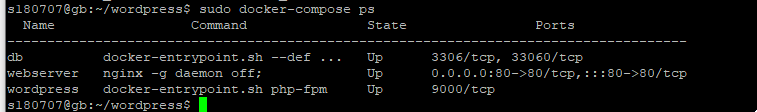 s180707@gb:~/wordpress$ sudo docker-compose ps
Name Command State Ports
--------------------------------------------------------------------------------
db docker-entrypoint.sh --def ... Up 3306/tcp, 33060/tcp
webserver nginx -g daemon off; Up 0.0.0.0:80->80/tcp,:::80->80/tcp
wordpress docker-entrypoint.sh php-fpm Up 9000/tcp
s180707@gb:~/wordpress$